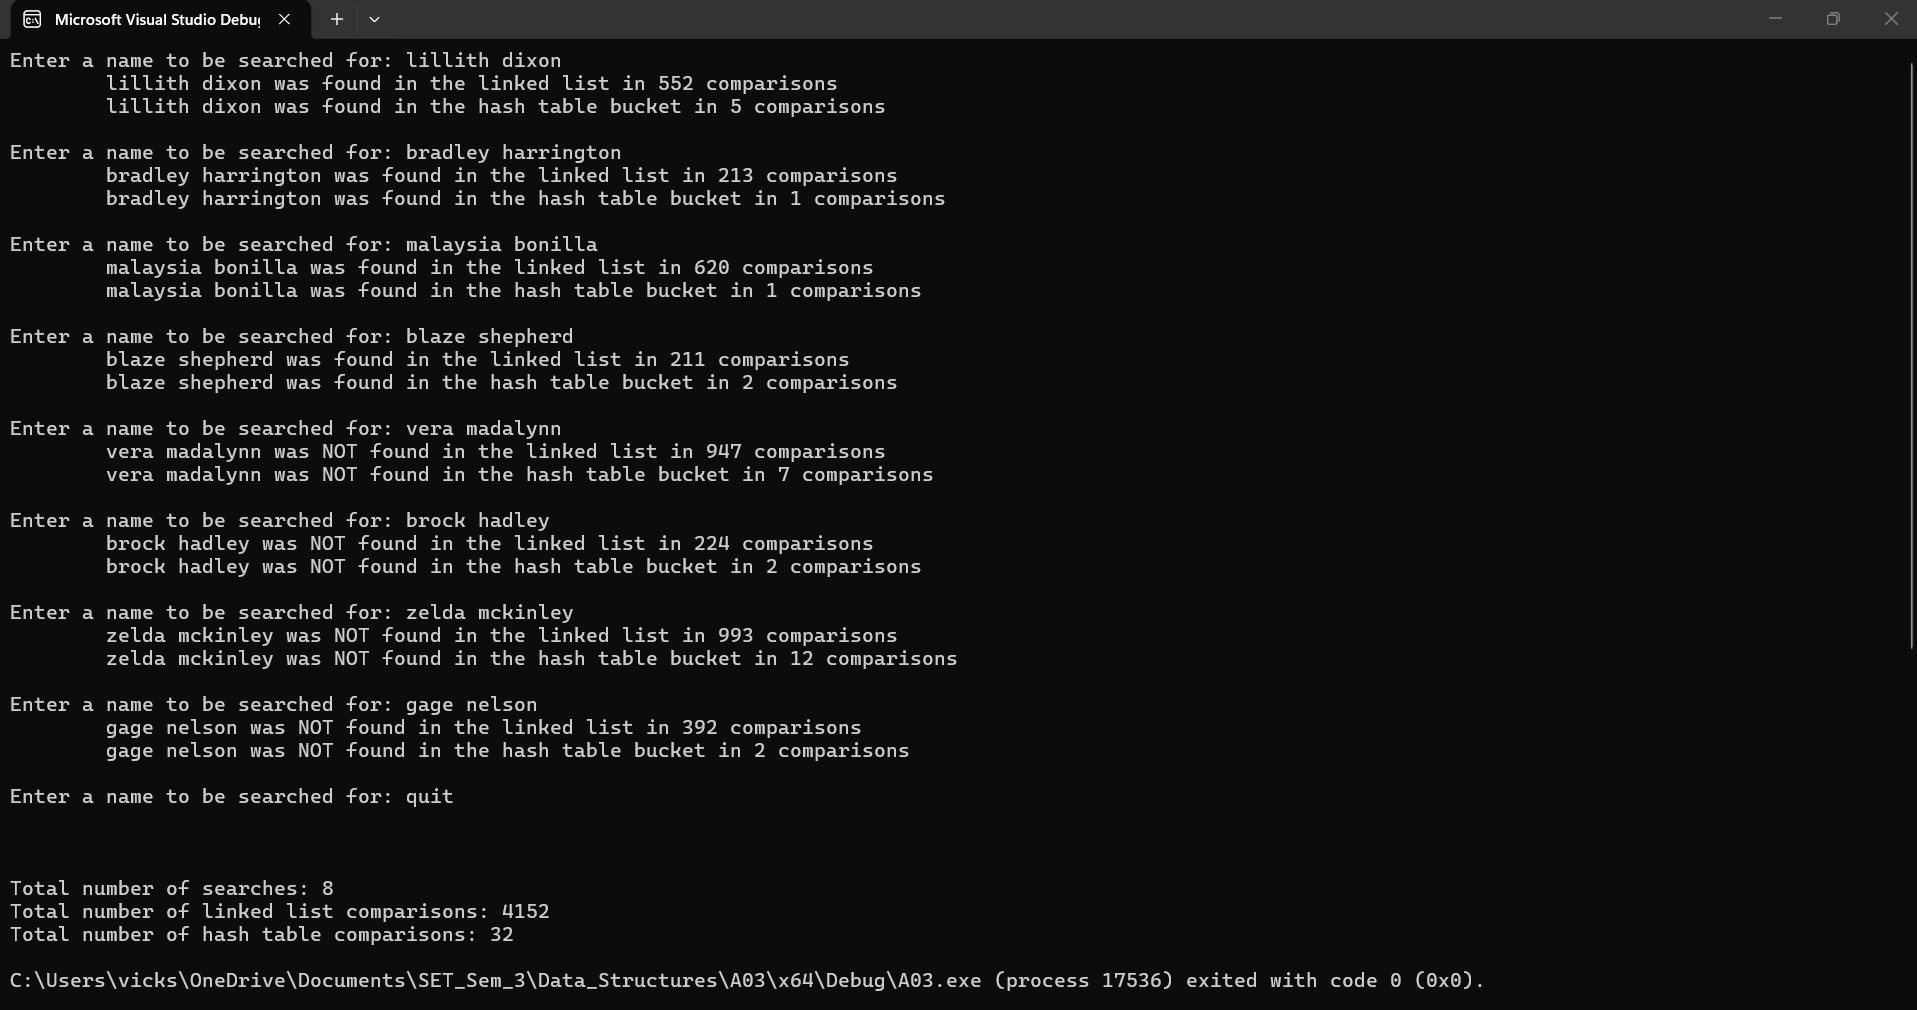 Microsoft Visual Studio Debug
Enter a name to be searched for: lillith dixon
lillith dixon was found in the linked list in 552 comparisons
lillith dixon was found in the hash table bucket in 5 comparisons
Enter a name to be searched for: bradley harrington
bradley harrington was found in the linked list in 213 comparisons
bradley harrington was found in the hash table bucket in 1 comparisons
Enter a name to be searched for: malaysia bonilla
malaysia bonilla was found in the linked list in 620 comparisons
malaysia bonilla was found in the hash table bucket in 1 comparisons
Enter a name to be searched for: blaze shepherd
blaze shepherd was found in the linked list in 211 comparisons
blaze shepherd was found in the hash table bucket in 2 comparisons
Enter a name to be searched for: vera madalynn
vera madalynn was NOT found in the linked list in 947 comparisons
vera madalynn was NOT found in the hash table bucket in 7 comparisons
Enter a name to be searched for: brock hadley
brock hadley was NOT found in the linked list in 224 comparisons
brock hadley was NOT found in the hash table bucket in 2 comparisons
Enter a name to be searched for: zelda mckinley
zelda mckinley was NOT found in the linked list in 993 comparisons
zelda mckinley was NOT found in the hash table bucket in 12 comparisons
Enter a name to be searched for: gage nelson
gage nelson was NOT found in the linked list in 392 comparisons
gage nelson was NOT found in the hash table bucket in 2 comparisons
Enter a name to be searched for: quit
Total number of searches: 8
Total number of linked list comparisons: 4152
Total number of hash table comparisons: 32
C:\Users\vicks\OneDrive\Documents\SET_Sem_3\Data_Structures\A03\x64\Debug\A03.exe (process 17536) exited with code 0 (0x0).